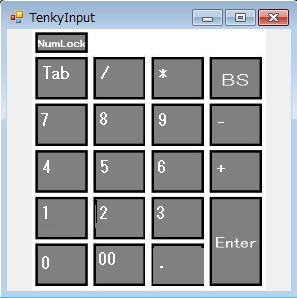 TenkyInput
NumLock
Tab / * BS
7 8 9 -
4 5 6 +
1 2 3
Enter
0 00 .